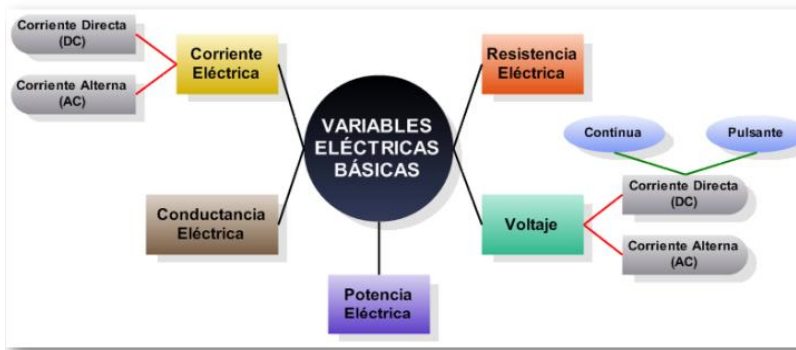 Corriente Directa
(DC)
Corriente Alterna
(AC)
Corriente
Eléctrica
Resistencia
Eléctrica
VARIABLES
ELÉCTRICAS
BÁSICAS
Contínua
Pulsante
Conductancia
Eléctrica
Voltaje
Corriente Directa
(DC)
Corriente Alterna
(AC)
Potencia
Eléctrica